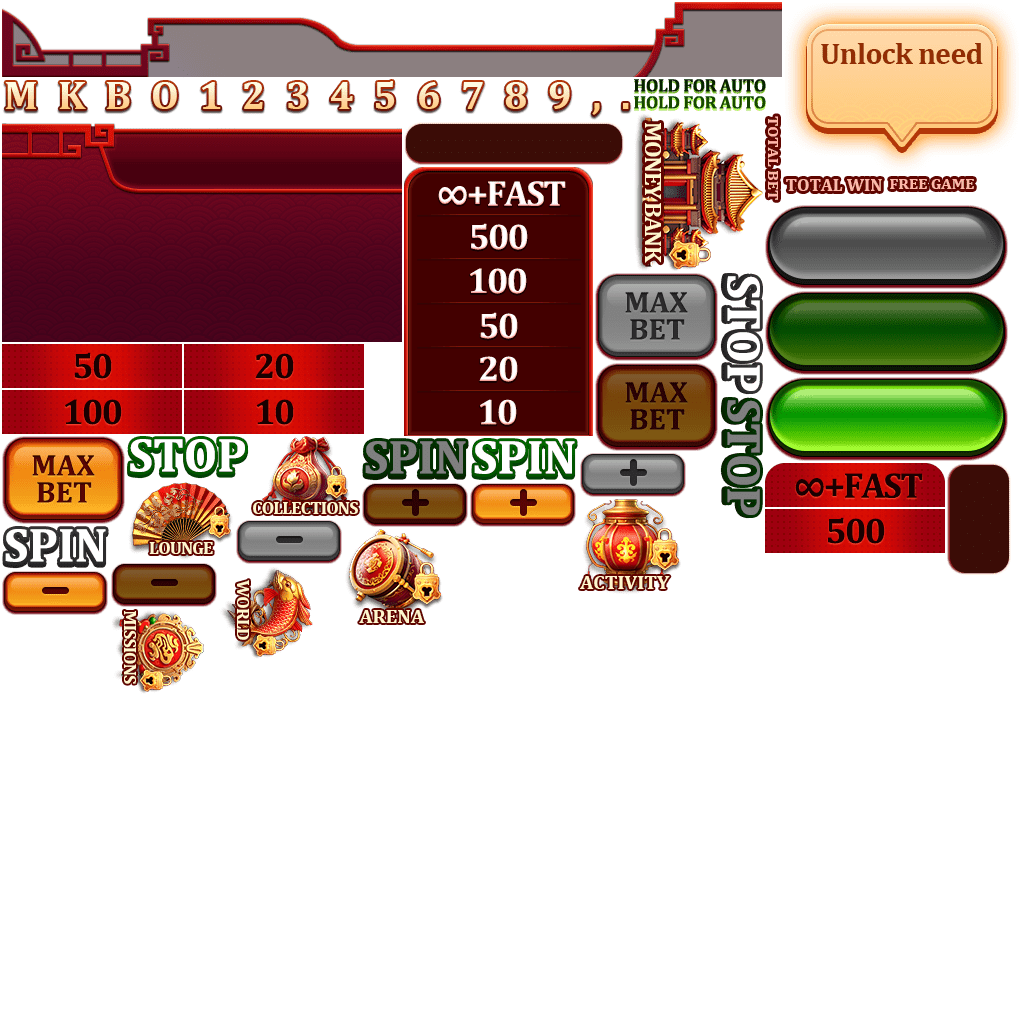 Unlock need
M K B 0 1 2 3 4 5 6 7 8 9 , .
HOLD FOR AUTO
HOLD FOR AUTO
MONEY BANK
TOTAL BET
TOTAL WIN
FREE GAME
∞+FAST
500
100
50
20
10
MAX
BET
MAX
BET
STOP
STOP
50
20
100
10
MAX
BET
STOP
COLLECTIONS
SPIN
SPIN
+
+
+
∞+FAST
500
SPIN
LOUNGE
-
ACTIVITY
-
-
MISSIONS
WORLD
ARENA